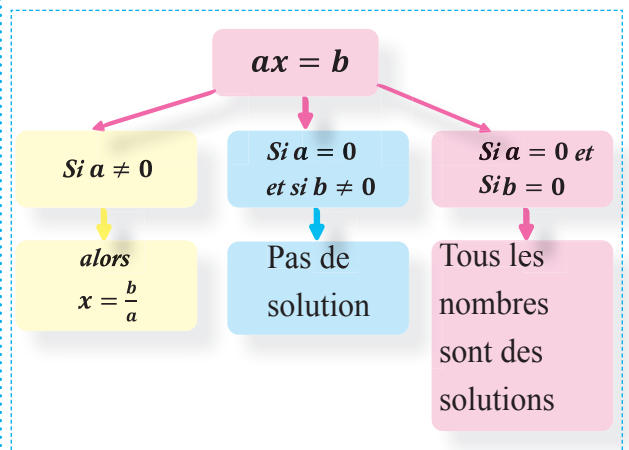 ax = b
Si a ≠ 0
alors
x = b/a
Si a = 0
et si b ≠ 0
Pas de
solution
Si a = 0 et
Si b = 0
Tous les
nombres
sont des
solutions